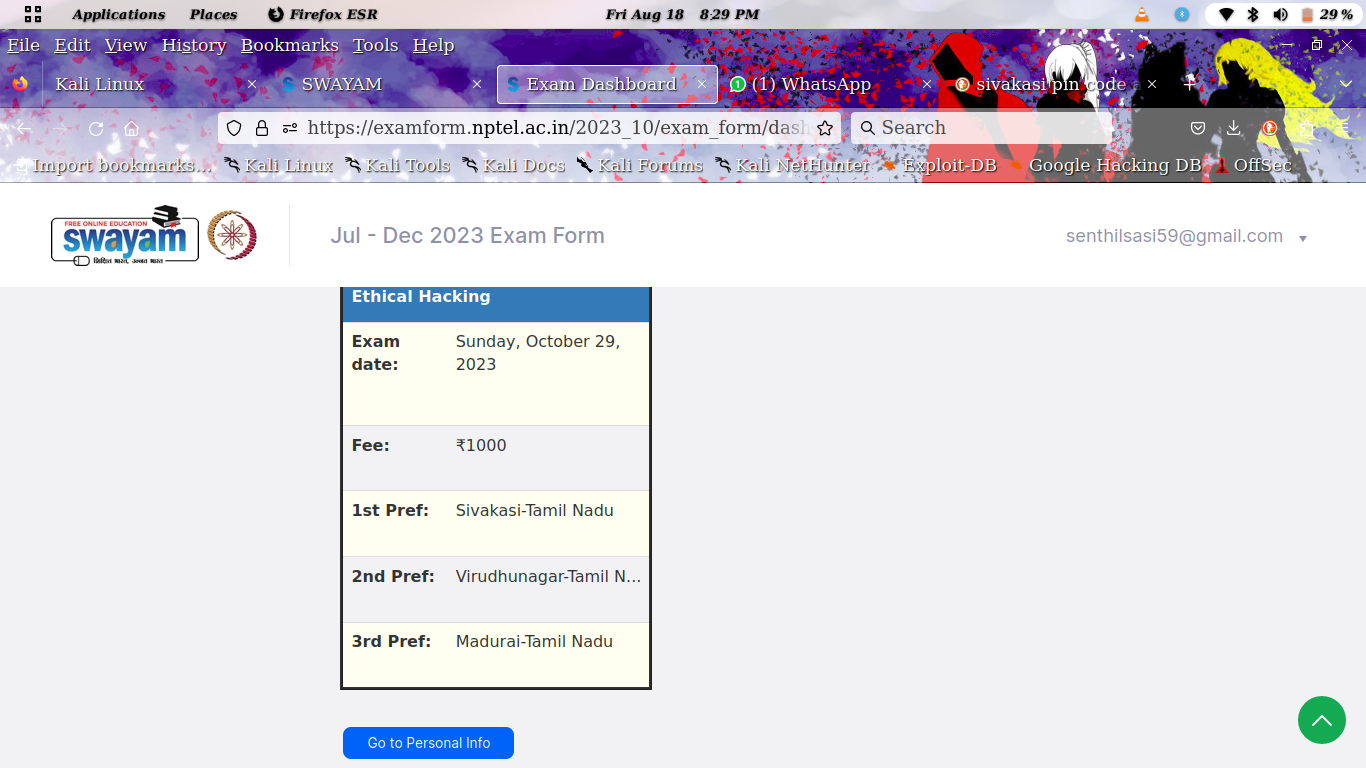 Applications Places Firefox ESR Fri Aug 18 8:29 PM 29 %
File Edit View History Bookmarks Tools Help
Kali Linux SWAYAM Exam Dashboard (1) WhatsApp sivakasi pin code
https://examform.nptel.ac.in/2023_10/exam_form/dash Search
Import bookmarks... Kali Linux Kali Tools Kali Docs Kali Forums Kali NetHunter Exploit-DB Google Hacking DB OffSec
FREE ONLINE EDUCATION
swayam
शिक्षित भारत, उन्नत भारत
Jul - Dec 2023 Exam Form senthilsasi59@gmail.com
Ethical Hacking
Exam date: Sunday, October 29, 2023
Fee: ₹1000
1st Pref: Sivakasi-Tamil Nadu
2nd Pref: Virudhunagar-Tamil N...
3rd Pref: Madurai-Tamil Nadu
Go to Personal Info